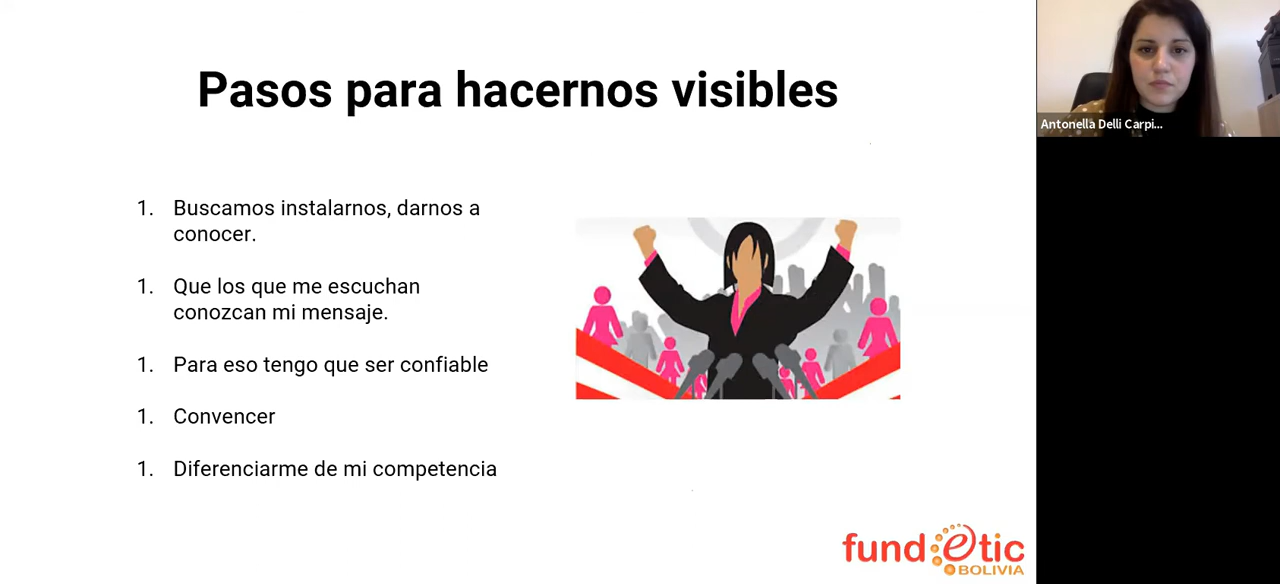 Pasos para hacernos visibles
Antonella Delli Carpi...
1. Buscamos instalarnos, darnos a
conocer.
1. Que los que me escuchan
conozcan mi mensaje.
1. Para eso tengo que ser confiable
1. Convencer
1. Diferenciarme de mi competencia
fundetic
BOLIVIA